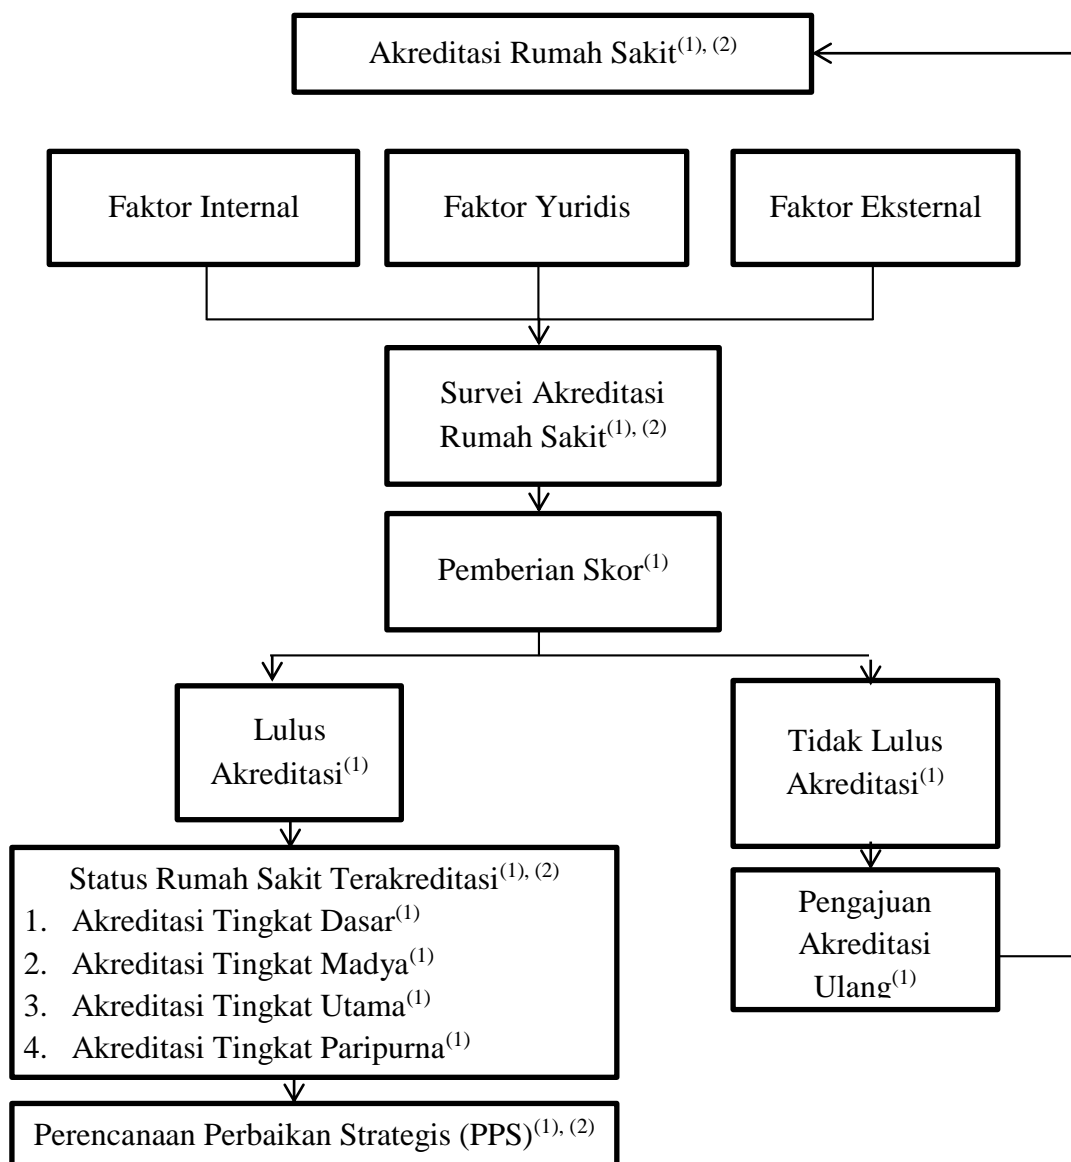 Akreditasi Rumah Sakit(1), (2)
Faktor Internal
Faktor Yuridis
Faktor Eksternal
Survei Akreditasi
Rumah Sakit(1), (2)
Pemberian Skor(1)
Lulus
Akreditasi(1)
Tidak Lulus
Akreditasi(1)
Status Rumah Sakit Terakreditasi(1), (2)
1. Akreditasi Tingkat Dasar(1)
2. Akreditasi Tingkat Madya(1)
3. Akreditasi Tingkat Utama(1)
4. Akreditasi Tingkat Paripurna(1)
Pengajuan
Akreditasi
Ulang(1)
Perencanaan Perbaikan Strategis (PPS)(1), (2)